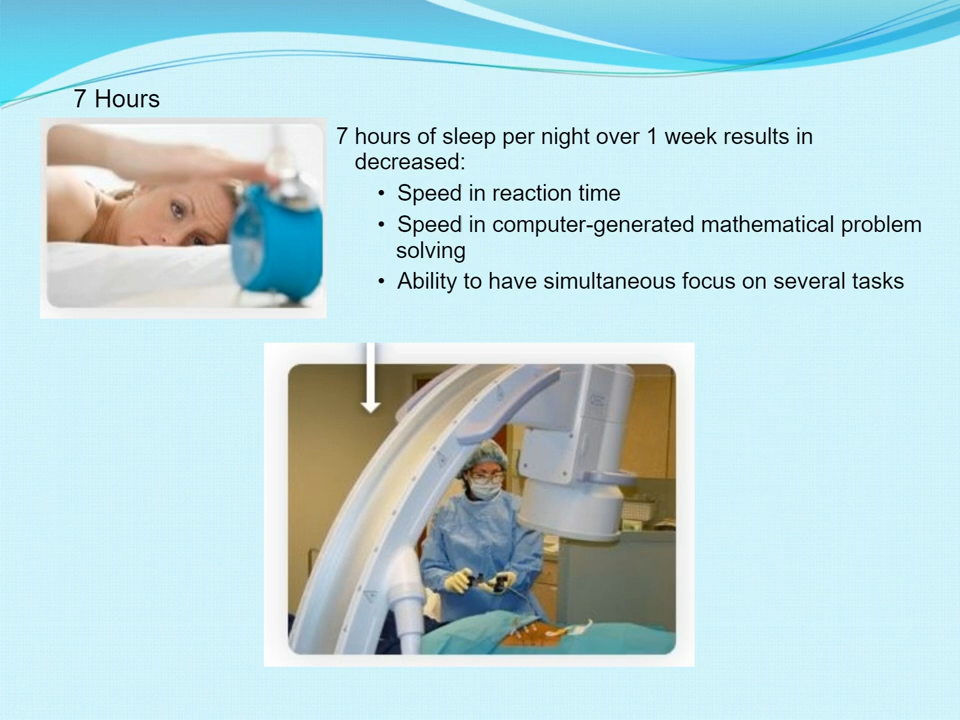 7 Hours
7 hours of sleep per night over 1 week results in
decreased:
• Speed in reaction time
• Speed in computer-generated mathematical problem
solving
• Ability to have simultaneous focus on several tasks